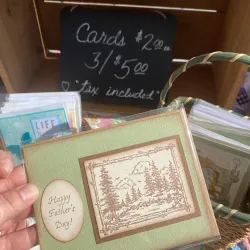 Cards $2.00
3/$5.00
"tax included"
LIFE
Happy
Father's
Day!